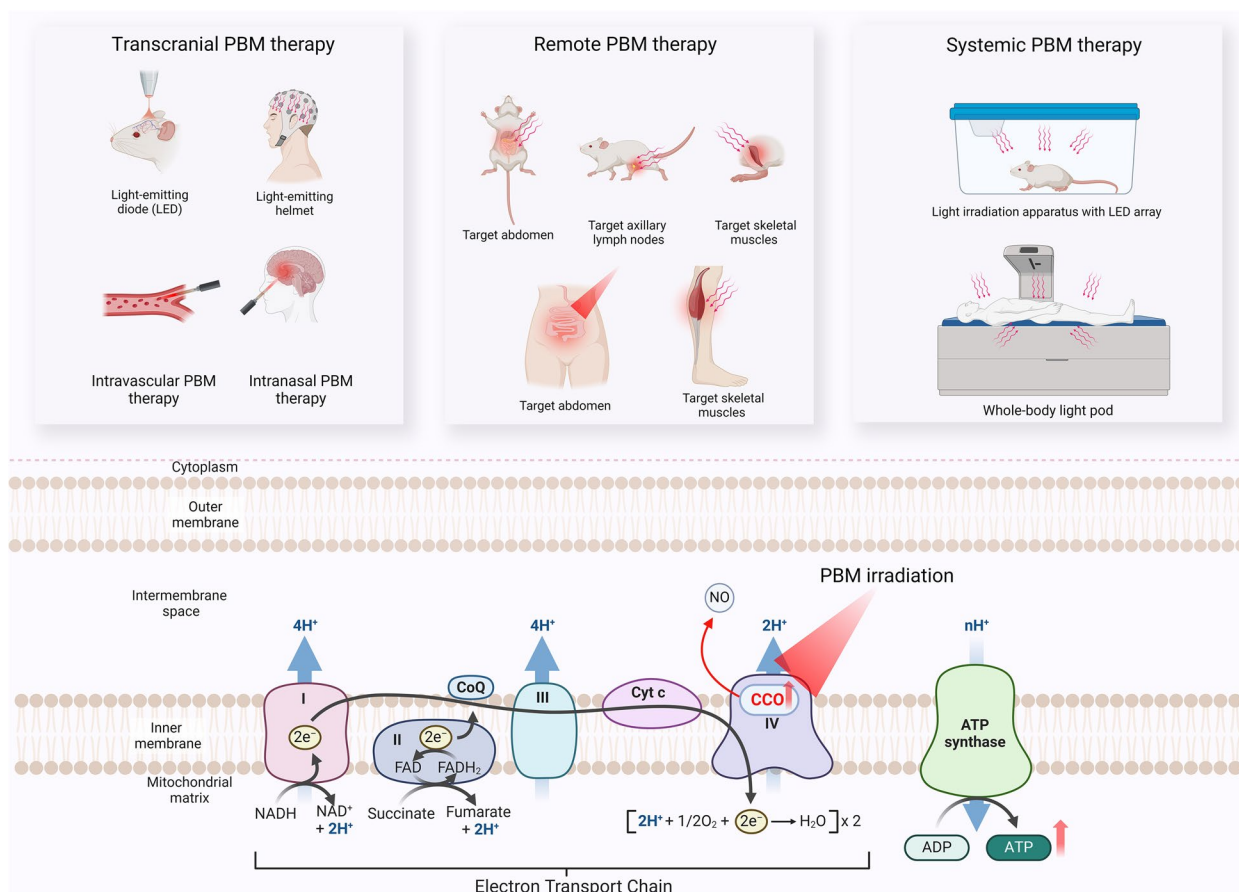 Transcranial PBM therapy
Light-emitting
diode (LED)
Light-emitting
helmet
Intravascular PBM
therapy
Intranasal PBM
therapy
Remote PBM therapy
Target abdomen
Target axillary
lymph nodes
Target skeletal
muscles
Target abdomen
Target skeletal
muscles
Systemic PBM therapy
Light irradiation apparatus with LED array
Whole-body light pod
Cytoplasm
Outer
membrane
Intermembrane
space
PBM irradiation
NO
4H⁺
4H⁺
2H⁺
nH⁺
I
CoQ
III
Cyt c
CCO
IV
Inner
membrane
2e⁻
II
2e⁻
FAD
FADH₂
ATP
synthase
Mitochondrial
matrix
NADH
NAD⁺
+ 2H⁺
Succinate
Fumarate
+ 2H⁺
[2H⁺ + 1/2O₂ + 2e⁻ → H₂O] x 2
ADP
ATP
Electron Transport Chain